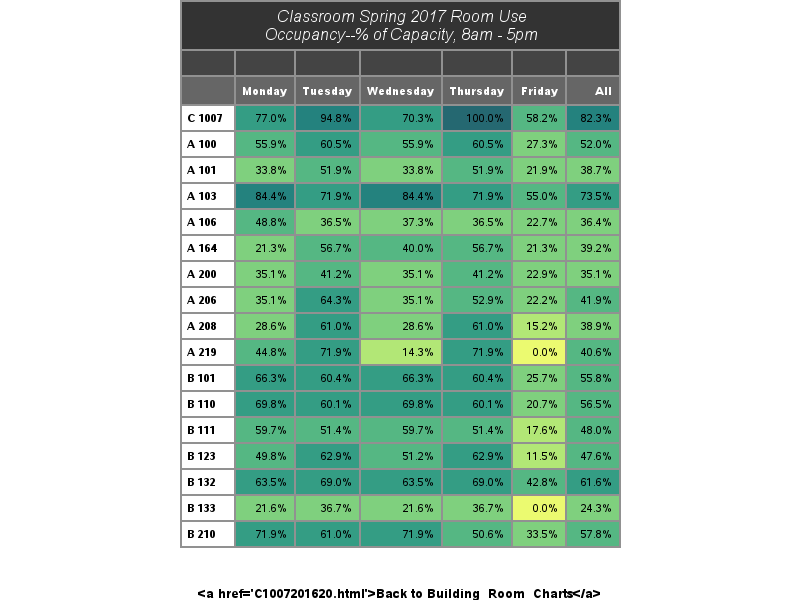 Classroom Spring 2017 Room Use
Occupancy--% of Capacity, 8am - 5pm
Monday Tuesday Wednesday Thursday Friday All
C 1007 77.0% 94.8% 70.3% 100.0% 58.2% 82.3%
A 100 55.9% 60.5% 55.9% 60.5% 27.3% 52.0%
A 101 33.8% 51.9% 33.8% 51.9% 21.9% 38.7%
A 103 84.4% 71.9% 84.4% 71.9% 55.0% 73.5%
A 106 48.8% 36.5% 37.3% 36.5% 22.7% 36.4%
A 164 21.3% 56.7% 40.0% 56.7% 21.3% 39.2%
A 200 35.1% 41.2% 35.1% 41.2% 22.9% 35.1%
A 206 35.1% 64.3% 35.1% 52.9% 22.2% 41.9%
A 208 28.6% 61.0% 28.6% 61.0% 15.2% 38.9%
A 219 44.8% 71.9% 14.3% 71.9% 0.0% 40.6%
B 101 66.3% 60.4% 66.3% 60.4% 25.7% 55.8%
B 110 69.8% 60.1% 69.8% 60.1% 20.7% 56.5%
B 111 59.7% 51.4% 59.7% 51.4% 17.6% 48.0%
B 123 49.8% 62.9% 51.2% 62.9% 11.5% 47.6%
B 132 63.5% 69.0% 63.5% 69.0% 42.8% 61.6%
B 133 21.6% 36.7% 21.6% 36.7% 0.0% 24.3%
B 210 71.9% 61.0% 71.9% 50.6% 33.5% 57.8%
<a href='C1007201620.html'>Back to Building_Room_Charts</a>